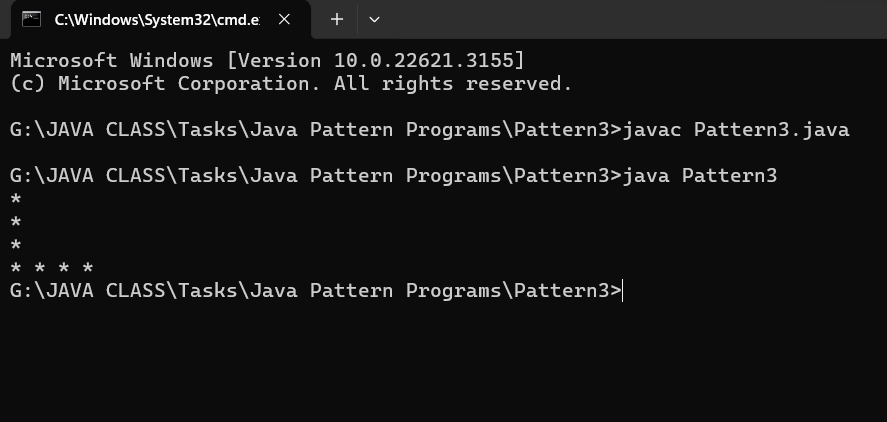 C:\Windows\System32\cmd.e
Microsoft Windows [Version 10.0.22621.3155]
(c) Microsoft Corporation. All rights reserved.
G:\JAVA CLASS\Tasks\Java Pattern Programs\Pattern3>javac Pattern3.java
G:\JAVA CLASS\Tasks\Java Pattern Programs\Pattern3>java Pattern3
*
*
*
* * * *
G:\JAVA CLASS\Tasks\Java Pattern Programs\Pattern3>